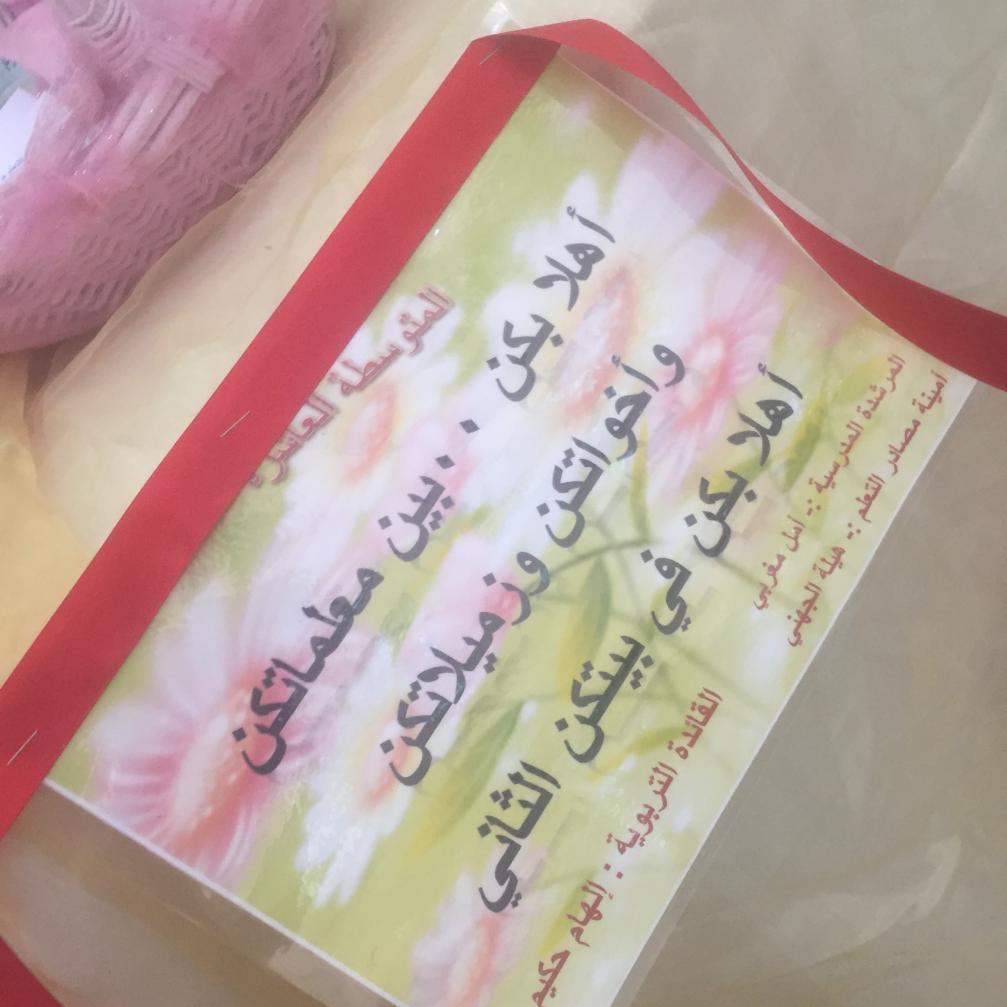 المتوسطة العاشرة
أهلا بكن . . بين معلماتكن
وأخواتكن وزميلاتكن
أهلا بكن في بيتكن الثاني
المرشدة المدرسية :- أمل مغربي
أمينة مصادر التعلم :- هيلة الجهني
القائدة التربوية : إلهام حكيم